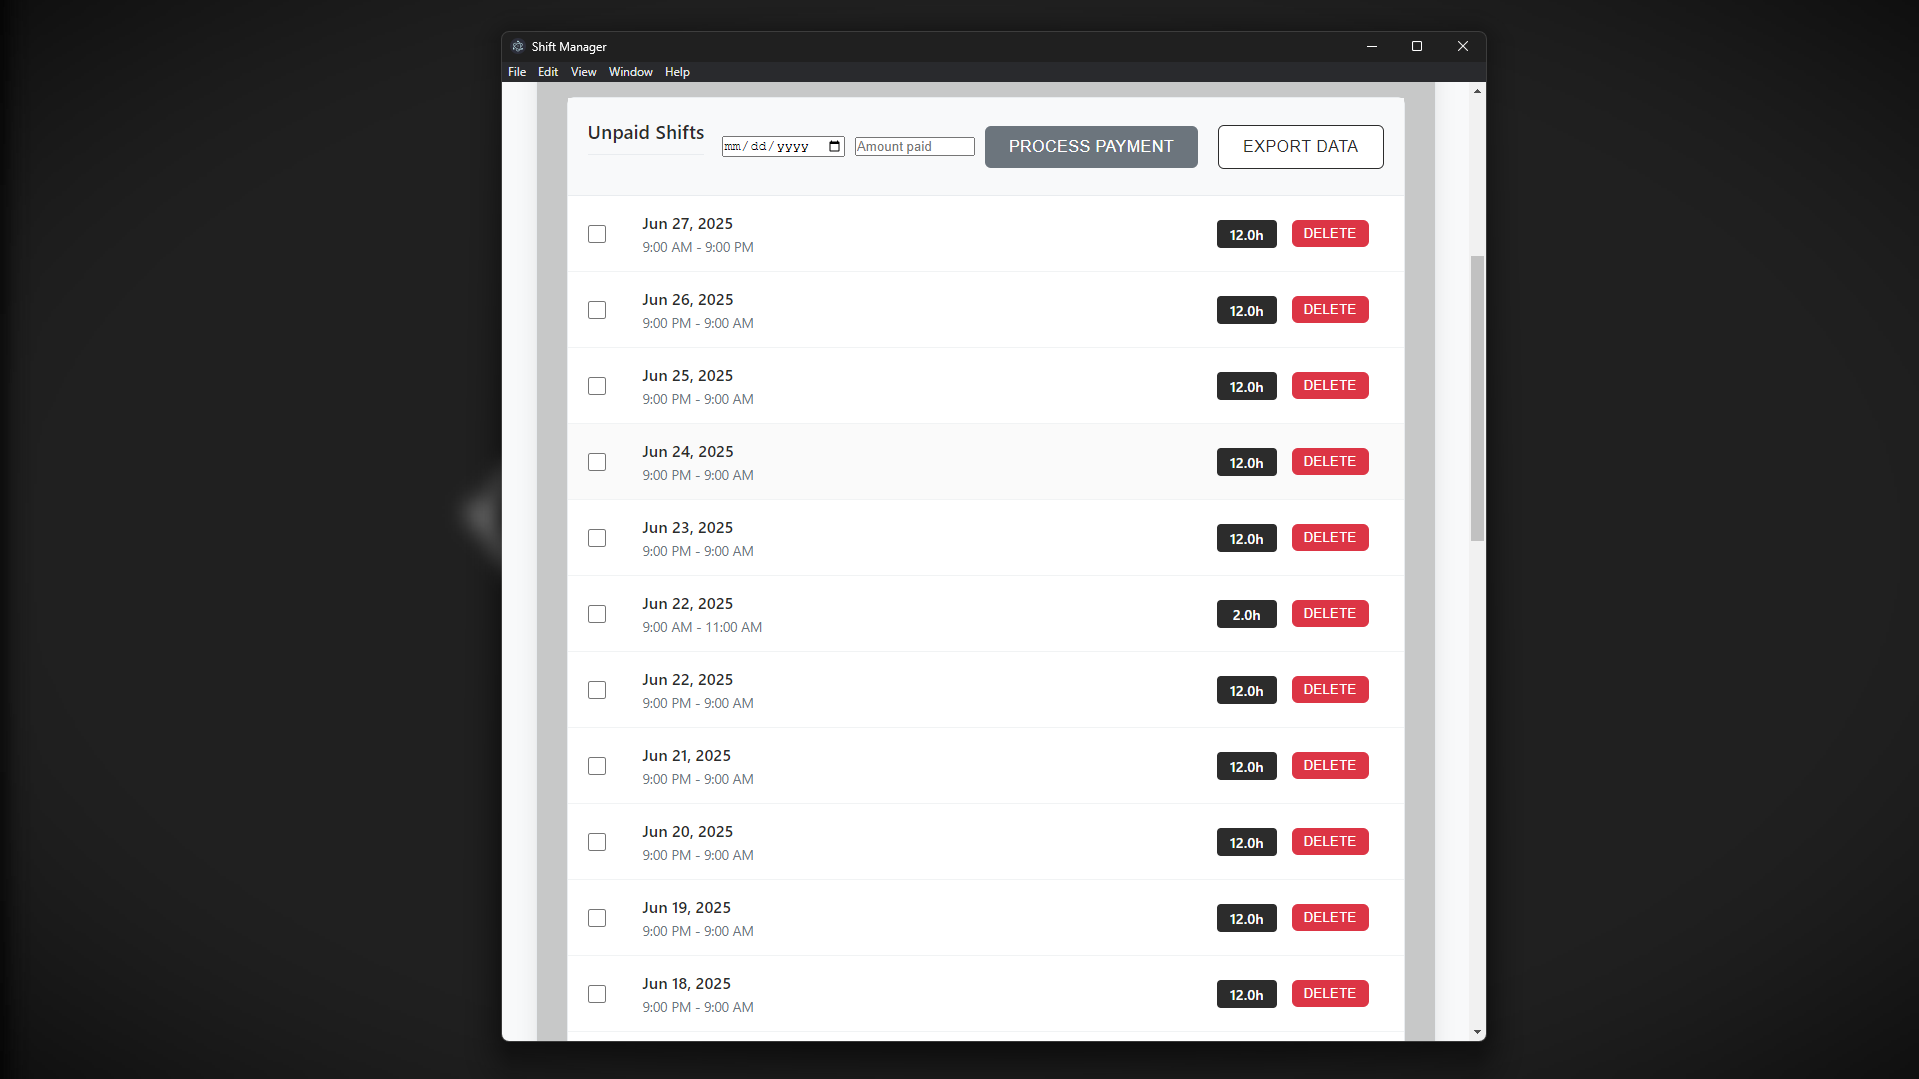 Shift Manager
File Edit View Window Help
Unpaid Shifts
mm/dd/yyyy
Amount paid
PROCESS PAYMENT
EXPORT DATA
Jun 27, 2025
9:00 AM - 9:00 PM
12.0h
DELETE
Jun 26, 2025
9:00 PM - 9:00 AM
12.0h
DELETE
Jun 25, 2025
9:00 PM - 9:00 AM
12.0h
DELETE
Jun 24, 2025
9:00 PM - 9:00 AM
12.0h
DELETE
Jun 23, 2025
9:00 PM - 9:00 AM
12.0h
DELETE
Jun 22, 2025
9:00 AM - 11:00 AM
2.0h
DELETE
Jun 22, 2025
9:00 PM - 9:00 AM
12.0h
DELETE
Jun 21, 2025
9:00 PM - 9:00 AM
12.0h
DELETE
Jun 20, 2025
9:00 PM - 9:00 AM
12.0h
DELETE
Jun 19, 2025
9:00 PM - 9:00 AM
12.0h
DELETE
Jun 18, 2025
9:00 PM - 9:00 AM
12.0h
DELETE